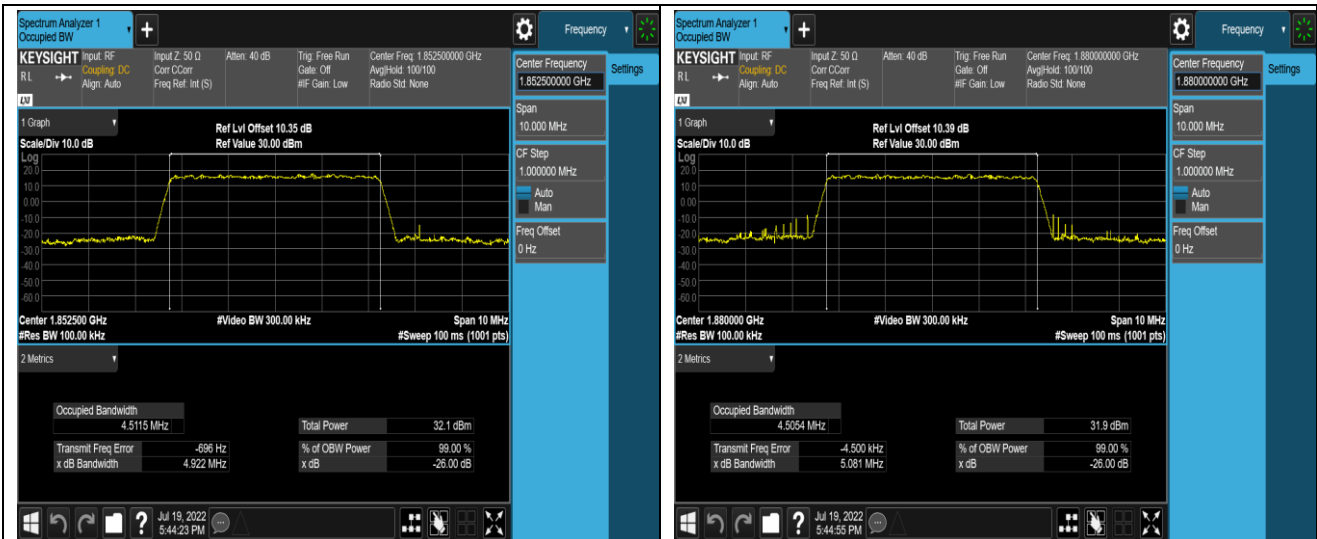 Spectrum Analyzer 1
Occupied BW
+
Frequency
KEYSIGHT
Input: RF
Input Z: 50 Ω
Atten: 40 dB
Trig: Free Run
Center Freq: 1.852500000 GHz
R L
Coupling: DC
Corr CCorr
Gate: Off
Avg|Hold: 100/100
Align: Auto
Freq Ref: Int (S)
#IF Gain: Low
Radio Std: None
LXI
Center Frequency
1.852500000 GHz
Settings
Span
10.000 MHz
CF Step
1.000000 MHz
Auto
Man
Freq Offset
0 Hz
1 Graph
Ref Lvl Offset 10.35 dB
Scale/Div 10.0 dB
Ref Value 30.00 dBm
Log
20.0
10.0
0.00
-10.0
-20.0
-30.0
-40.0
-50.0
-60.0
Center 1.852500 GHz
#Video BW 300.00 kHz
Span 10 MHz
#Res BW 100.00 kHz
#Sweep 100 ms (1001 pts)
2 Metrics
Occupied Bandwidth
4.5115 MHz
Total Power 32.1 dBm
Transmit Freq Error -696 Hz
% of OBW Power 99.00 %
x dB Bandwidth 4.922 MHz
x dB -26.00 dB
?
Jul 19, 2022
5:44:23 PM
Spectrum Analyzer 1
Occupied BW
+
Frequency
KEYSIGHT
Input: RF
Input Z: 50 Ω
Atten: 40 dB
Trig: Free Run
Center Freq: 1.880000000 GHz
R L
Coupling: DC
Corr CCorr
Gate: Off
Avg|Hold: 100/100
Align: Auto
Freq Ref: Int (S)
#IF Gain: Low
Radio Std: None
LXI
Center Frequency
1.880000000 GHz
Settings
Span
10.000 MHz
CF Step
1.000000 MHz
Auto
Man
Freq Offset
0 Hz
1 Graph
Ref Lvl Offset 10.39 dB
Scale/Div 10.0 dB
Ref Value 30.00 dBm
Log
20.0
10.0
0.00
-10.0
-20.0
-30.0
-40.0
-50.0
-60.0
Center 1.880000 GHz
#Video BW 300.00 kHz
Span 10 MHz
#Res BW 100.00 kHz
#Sweep 100 ms (1001 pts)
2 Metrics
Occupied Bandwidth
4.5054 MHz
Total Power 31.9 dBm
Transmit Freq Error -4.500 kHz
% of OBW Power 99.00 %
x dB Bandwidth 5.081 MHz
x dB -26.00 dB
?
Jul 19, 2022
5:44:55 PM